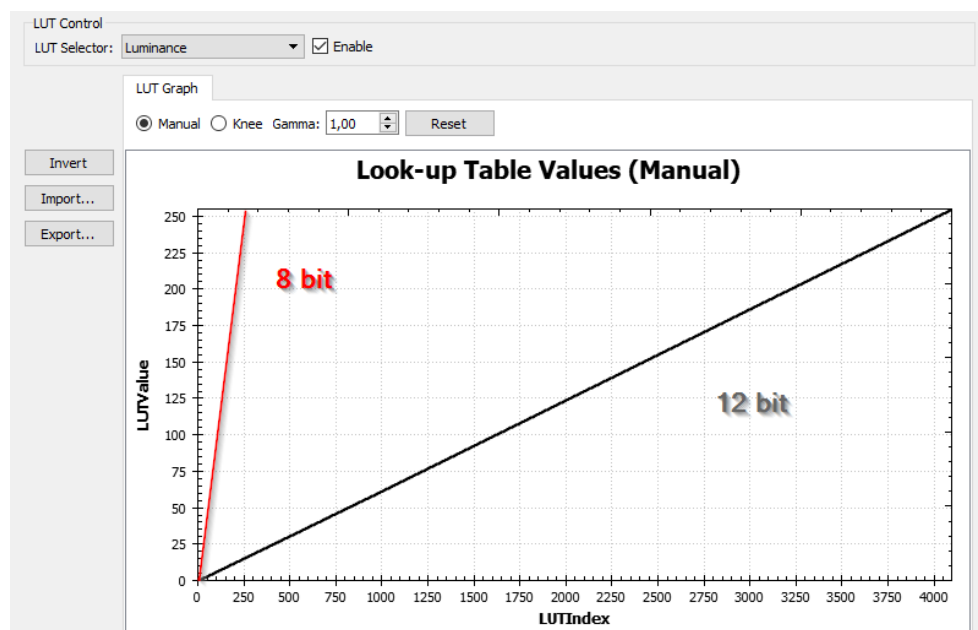 LUT Control
LUT Selector: Luminance Enable
LUT Graph
Manual Knee Gamma: 1,00 Reset
Invert
Import...
Export...
Look-up Table Values (Manual)
250
225
200
175
150
125
100
75
50
25
0
LUTValue
8 bit
12 bit
0 250 500 750 1000 1250 1500 1750 2000 2250 2500 2750 3000 3250 3500 3750 4000
LUTIndex